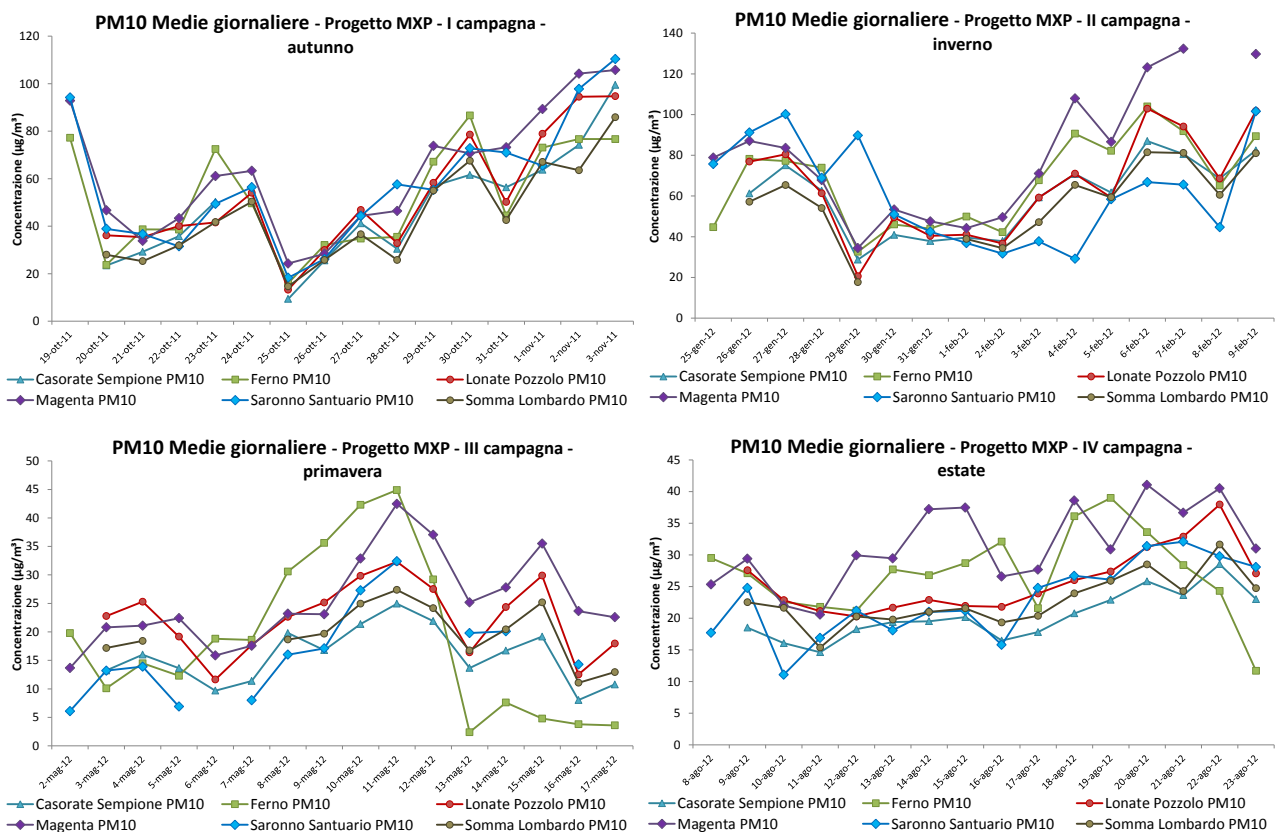 PM10 Medie giornaliere - Progetto MXP - I campagna -
autunno
Concentrazione (µg/m³)
120
100
80
60
40
20
0
19-ott-11
20-ott-11
21-ott-11
22-ott-11
23-ott-11
24-ott-11
25-ott-11
26-ott-11
27-ott-11
28-ott-11
29-ott-11
30-ott-11
31-ott-11
1-nov-11
2-nov-11
3-nov-11
Casorate Sempione PM10 Ferno PM10 Lonate Pozzolo PM10
Magenta PM10 Saronno Santuario PM10 Somma Lombardo PM10
PM10 Medie giornaliere - Progetto MXP - II campagna -
inverno
Concentrazione (µg/m³)
140
120
100
80
60
40
20
0
25-gen-12
26-gen-12
27-gen-12
28-gen-12
29-gen-12
30-gen-12
31-gen-12
1-feb-12
2-feb-12
3-feb-12
4-feb-12
5-feb-12
6-feb-12
7-feb-12
8-feb-12
9-feb-12
Casorate Sempione PM10 Ferno PM10 Lonate Pozzolo PM10
Magenta PM10 Saronno Santuario PM10 Somma Lombardo PM10
PM10 Medie giornaliere - Progetto MXP - III campagna -
primavera
Concentrazione (µg/m³)
50
45
40
35
30
25
20
15
10
5
0
2-mag-12
3-mag-12
4-mag-12
5-mag-12
6-mag-12
7-mag-12
8-mag-12
9-mag-12
10-mag-12
11-mag-12
12-mag-12
13-mag-12
14-mag-12
15-mag-12
16-mag-12
17-mag-12
Casorate Sempione PM10 Ferno PM10 Lonate Pozzolo PM10
Magenta PM10 Saronno Santuario PM10 Somma Lombardo PM10
PM10 Medie giornaliere - Progetto MXP - IV campagna -
estate
Concentrazione (µg/m³)
45
40
35
30
25
20
15
10
5
0
8-ago-12
9-ago-12
10-ago-12
11-ago-12
12-ago-12
13-ago-12
14-ago-12
15-ago-12
16-ago-12
17-ago-12
18-ago-12
19-ago-12
20-ago-12
21-ago-12
22-ago-12
23-ago-12
Casorate Sempione PM10 Ferno PM10 Lonate Pozzolo PM10
Magenta PM10 Saronno Santuario PM10 Somma Lombardo PM10